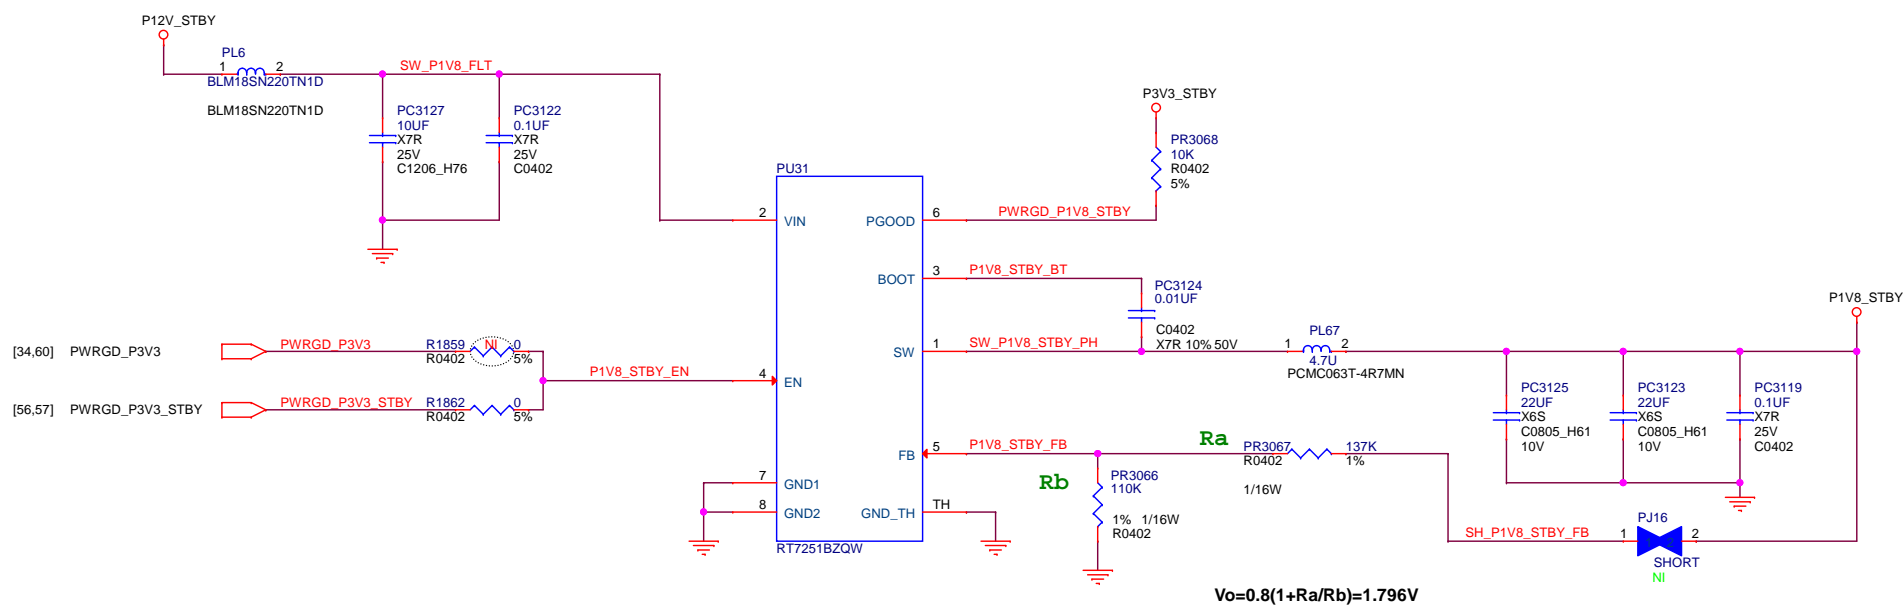 P12V_STBY
PL6
1 2
BLM18SN220TN1D
BLM18SN220TN1D
SW_P1V8_FLT
PC3127
10UF
X7R
25V
C1206_H76
PC3122
0.1UF
X7R
25V
C0402
P3V3_STBY
PR3068
10K
R0402
5%
PU31
2 VIN
PGOOD 6
PWRGD_P1V8_STBY
BOOT 3
P1V8_STBY_BT
PC3124
0.01UF
C0402
X7R 10% 50V
SW 1
SW_P1V8_STBY_PH
PL67
1 2
4.7U
PCMC063T-4R7MN
P1V8_STBY
[34,60] PWRGD_P3V3
PWRGD_P3V3
R1859 NI 0
R0402 5%
P1V8_STBY_EN
4 EN
[56,57] PWRGD_P3V3_STBY
PWRGD_P3V3_STBY
R1862 0
R0402 5%
PC3125
22UF
X6S
C0805_H61
10V
PC3123
22UF
X6S
C0805_H61
10V
PC3119
0.1UF
X7R
25V
C0402
FB 5
P1V8_STBY_FB
Ra
PR3067 137K
R0402 1%
1/16W
Rb
PR3066
110K
1% 1/16W
R0402
7 GND1
8 GND2
GND_TH TH
RT7251BZQW
SH_P1V8_STBY_FB
PJ16
1 2
1 2
SHORT
NI
Vo=0.8(1+Ra/Rb)=1.796V